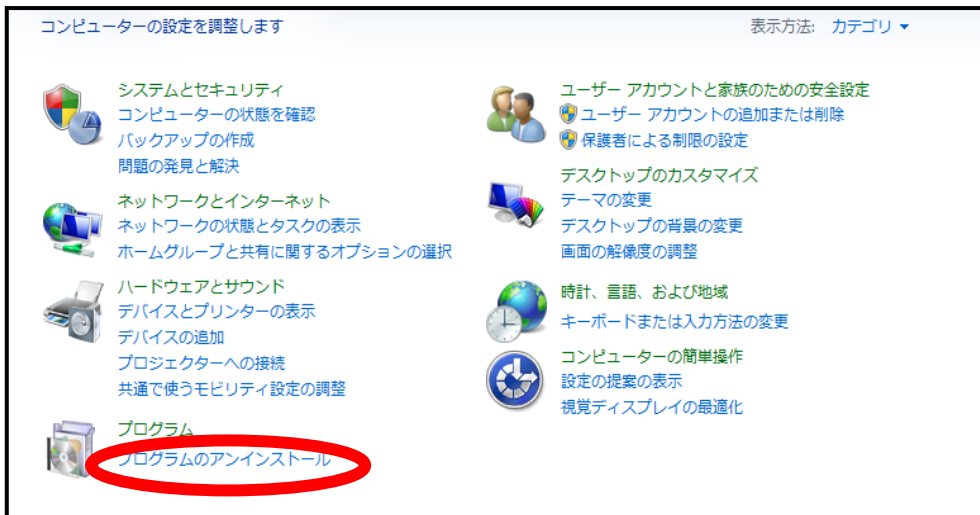 コンピューターの設定を調整します
表示方法: カテゴリ
システムとセキュリティ
コンピューターの状態を確認
バックアップの作成
問題の発見と解決
ネットワークとインターネット
ネットワークの状態とタスクの表示
ホームグループと共有に関するオプションの選択
ハードウェアとサウンド
デバイスとプリンターの表示
デバイスの追加
プロジェクターへの接続
共通で使うモビリティ設定の調整
プログラム
プログラムのアンインストール
ユーザー アカウントと家族のための安全設定
ユーザー アカウントの追加または削除
保護者による制限の設定
デスクトップのカスタマイズ
テーマの変更
デスクトップの背景の変更
画面の解像度の調整
時計、言語、および地域
キーボードまたは入力方法の変更
コンピューターの簡単操作
設定の提案の表示
視覚ディスプレイの最適化